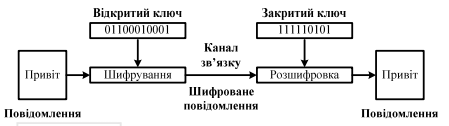 Відкритий ключ
01100010001
Закритий ключ
111110101
Канал
зв’язку
Привіт
Шифрування
Розшифровка
Привіт
Шифроване
повідомлення
Повідомлення
Повідомлення